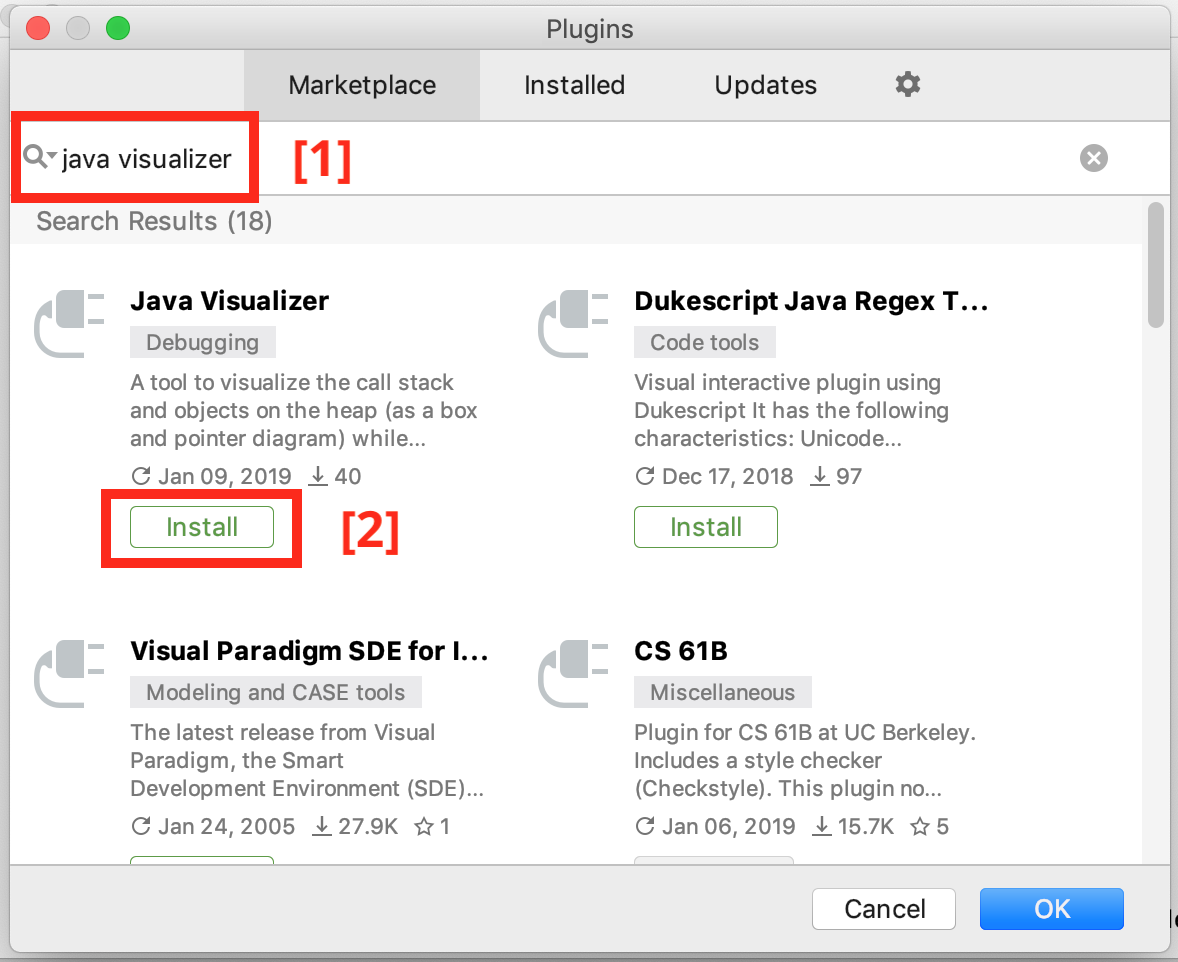 Plugins
Marketplace
Installed
Updates
java visualizer
[1]
Search Results (18)
Java Visualizer
Debugging
A tool to visualize the call stack
and objects on the heap (as a box
and pointer diagram) while...
Jan 09, 2019
40
Install
[2]
Dukescript Java Regex T...
Code tools
Visual interactive plugin using
Dukescript It has the following
characteristics: Unicode...
Dec 17, 2018
97
Install
Visual Paradigm SDE for I...
Modeling and CASE tools
The latest release from Visual
Paradigm, the Smart
Development Environment (SDE)...
Jan 24, 2005
27.9K
1
CS 61B
Miscellaneous
Plugin for CS 61B at UC Berkeley.
Includes a style checker
(Checkstyle). This plugin no...
Jan 06, 2019
15.7K
5
Cancel
OK